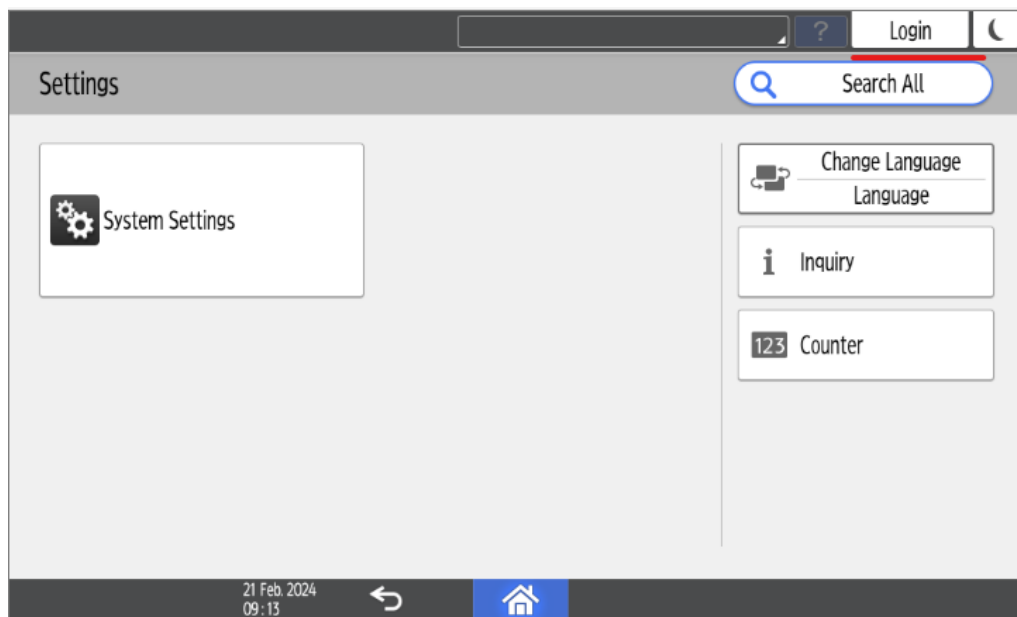 ? Login
Settings
Search All
System Settings
Change Language
Language
i Inquiry
123 Counter
21 Feb. 2024
09:13